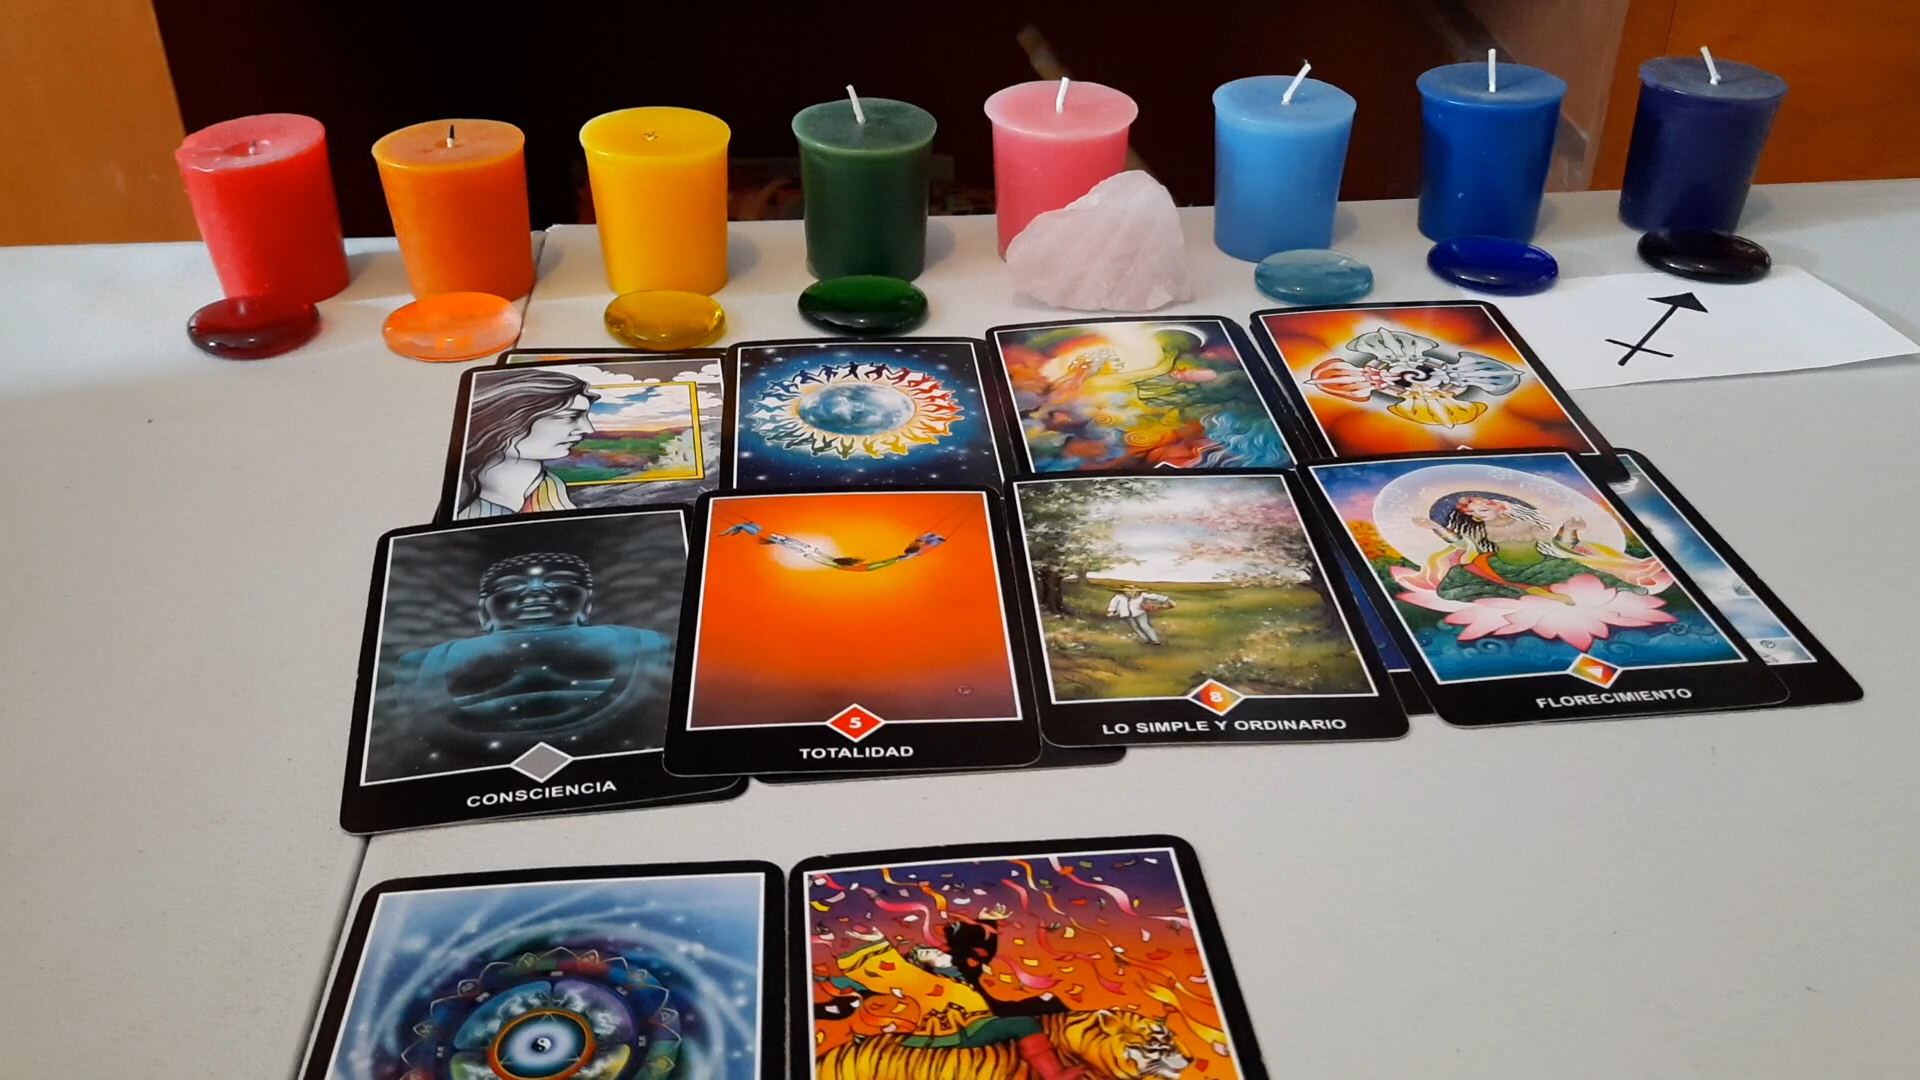 5
TOTALIDAD
8
LO SIMPLE Y ORDINARIO
FLORECIMIENTO
CONSCIENCIA